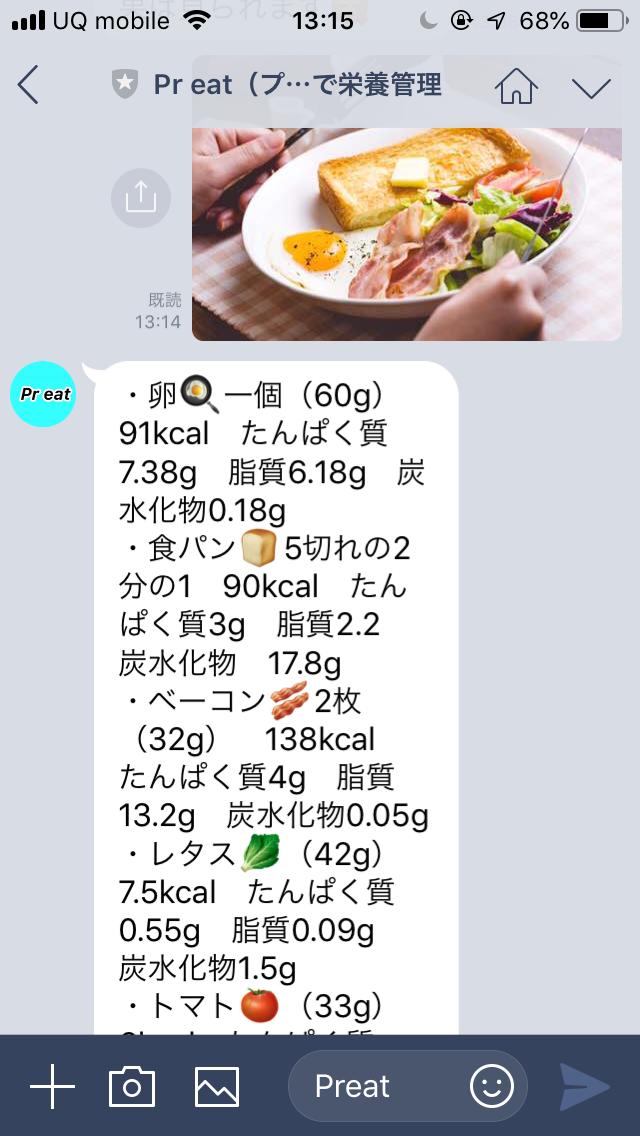 UQ mobile 13:15 68%
Pr eat（プ…で栄養管理
既読
13:14
Pr eat
・卵🍳一個（60g）
91kcal　たんぱく質
7.38g　脂質6.18g　炭
水化物0.18g
・食パン🍞5切れの2
分の1　90kcal　たん
ぱく質3g　脂質2.2
炭水化物　17.8g
・ベーコン🥓2枚
（32g）　138kcal
たんぱく質4g　脂質
13.2g　炭水化物0.05g
・レタス🥬（42g）
7.5kcal　たんぱく質
0.55g　脂質0.09g
炭水化物1.5g
・トマト🍅（33g）
Preat